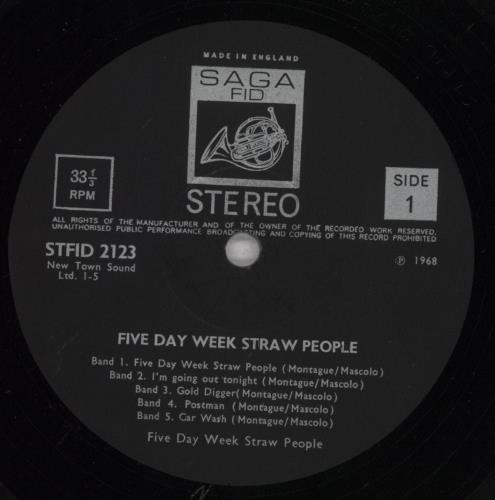 MADE IN ENGLAND
SAGA
FID
STEREO
33⅓
RPM
SIDE
1
ALL RIGHTS OF THE MANUFACTURER AND OF THE OWNER OF THE RECORDED WORK RESERVED.
UNAUTHORISED PUBLIC PERFORMANCE BROADCASTING AND COPYING OF THIS RECORD PROHIBITED
STFID 2123
New Town Sound
Ltd. 1-5
℗ 1968
FIVE DAY WEEK STRAW PEOPLE
Band 1. Five Day Week Straw People (Montague/Mascolo)
Band 2. I'm going out tonight (Montague/Mascolo)
Band 3. Gold Digger(Montague/Mascolo)
Band 4. Postman (Montague/Mascolo)
Band 5. Car Wash (Montague/Mascolo)
Five Day Week Straw People